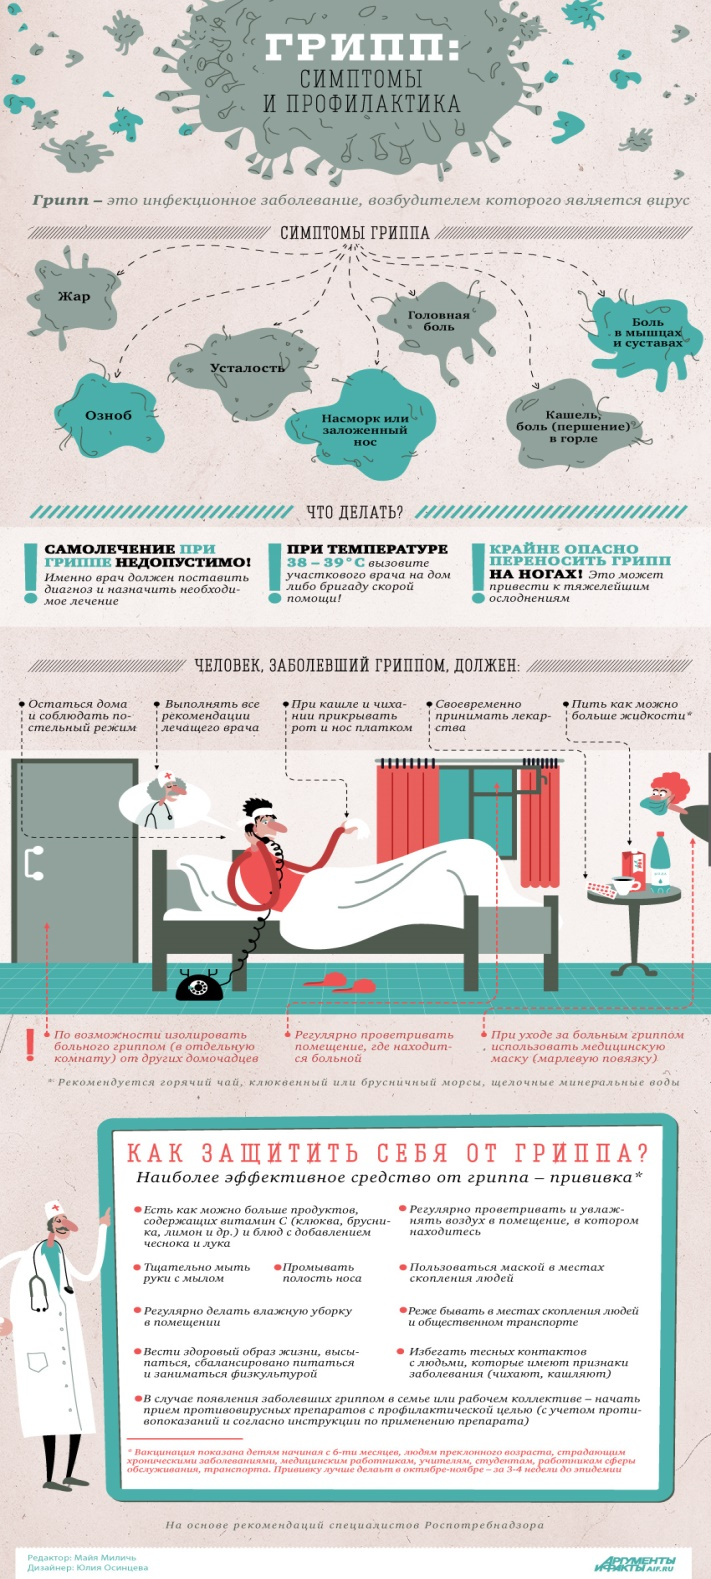 ГРИПП:
СИМПТОМЫ
И ПРОФИЛАКТИКА
Грипп – это инфекционное заболевание, возбудителем которого является вирус
СИМПТОМЫ ГРИППА
Жар
Головная
боль
Боль
в мышцах
и суставах
Усталость
Озноб
Насморк или
заложенный
нос
Кашель,
боль (першение)
в горле
ЧТО ДЕЛАТЬ?
САМОЛЕЧЕНИЕ ПРИ
ГРИППЕ НЕДОПУСТИМО!
Именно врач должен поставить
диагноз и назначить необходи-
мое лечение
ПРИ ТЕМПЕРАТУРЕ
38 – 39°С вызовите
участкового врача на дом
либо бригаду скорой
помощи!
КРАЙНЕ ОПАСНО
ПЕРЕНОСИТЬ ГРИПП
НА НОГАХ! Это может
привести к тяжелейшим
ослоднениям
ЧЕЛОВЕК, ЗАБОЛЕВШИЙ ГРИППОМ, ДОЛЖЕН:
Остаться дома
и соблюдать по-
стельный режим
Выполнять все
рекомендации
лечащего врача
При кашле и чиха-
нии прикрывать
рот и нос платком
Своевременно
принимать лекар-
ства
Пить как можно
больше жидкости*
По возможности изолировать
больного гриппом (в отдельную
комнату) от других домочадцев
Регулярно проветривать
помещение, где находит-
ся больной
При уходе за больным гриппом
использовать медицинскую
маску (марлевую повязку)
* Рекомендуется горячий чай, клюквенный или брусничный морсы, щелочные минеральные воды
КАК ЗАЩИТИТЬ СЕБЯ ОТ ГРИППА?
Наиболее эффективное средство от гриппа – прививка*
Есть как можно больше продуктов,
содержащих витамин С (клюква, брусни-
ка, лимон и др.) и блюд с добавлением
чеснока и лука
Регулярно проветривать и увлаж-
нять воздух в помещение, в котором
находитесь
Тщательно мыть
руки с мылом
Промывать
полость носа
Пользоваться маской в местах
скопления людей
Регулярно делать влажную уборку
в помещении
Реже бывать в местах скопления людей
и общественном транспорте
Вести здоровый образ жизни, высы-
паться, сбалансировано питаться
и заниматься физкультурой
Избегать тесных контактов
с людьми, которые имеют признаки
заболевания (чихают, кашляют)
В случае появления заболевших гриппом в семье или рабочем коллективе – начать
прием противовирусных препаратов с профилактической целью (с учетом проти-
вопоказаний и согласно инструкции по применению препарата)
* Вакцинация показана детям начиная с 6-ти месяцев, людям преклонного возраста, страдающим
хроническими заболеваниями, медицинским работникам, учителям, студентам, работникам сферы
обслуживания, транспорта. Прививку лучше делаьт в октябре-ноябре – за 3-4 недели до эпидемии
На основе рекомендаций специалистов Роспотребнадзора
Редактор: Майя Миличь
Дизайнер: Юлия Осинцева
АРГУМЕНТЫ
И ФАКТЫ AIF.RU